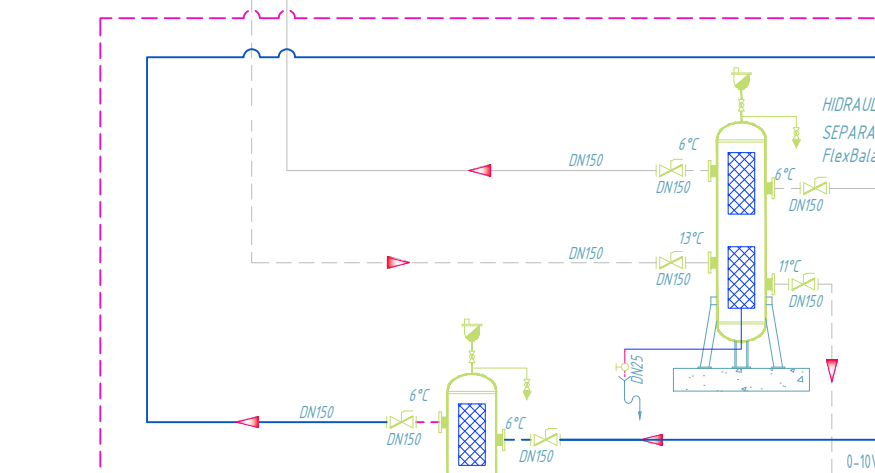 HIDRAUL
SEPARA
FlexBala
6°C
DN150
DN150
6°C
DN150
13°C
DN150
DN150
11°C
DN150
DN25
6°C
DN150
DN150
6°C
DN150
0-10V